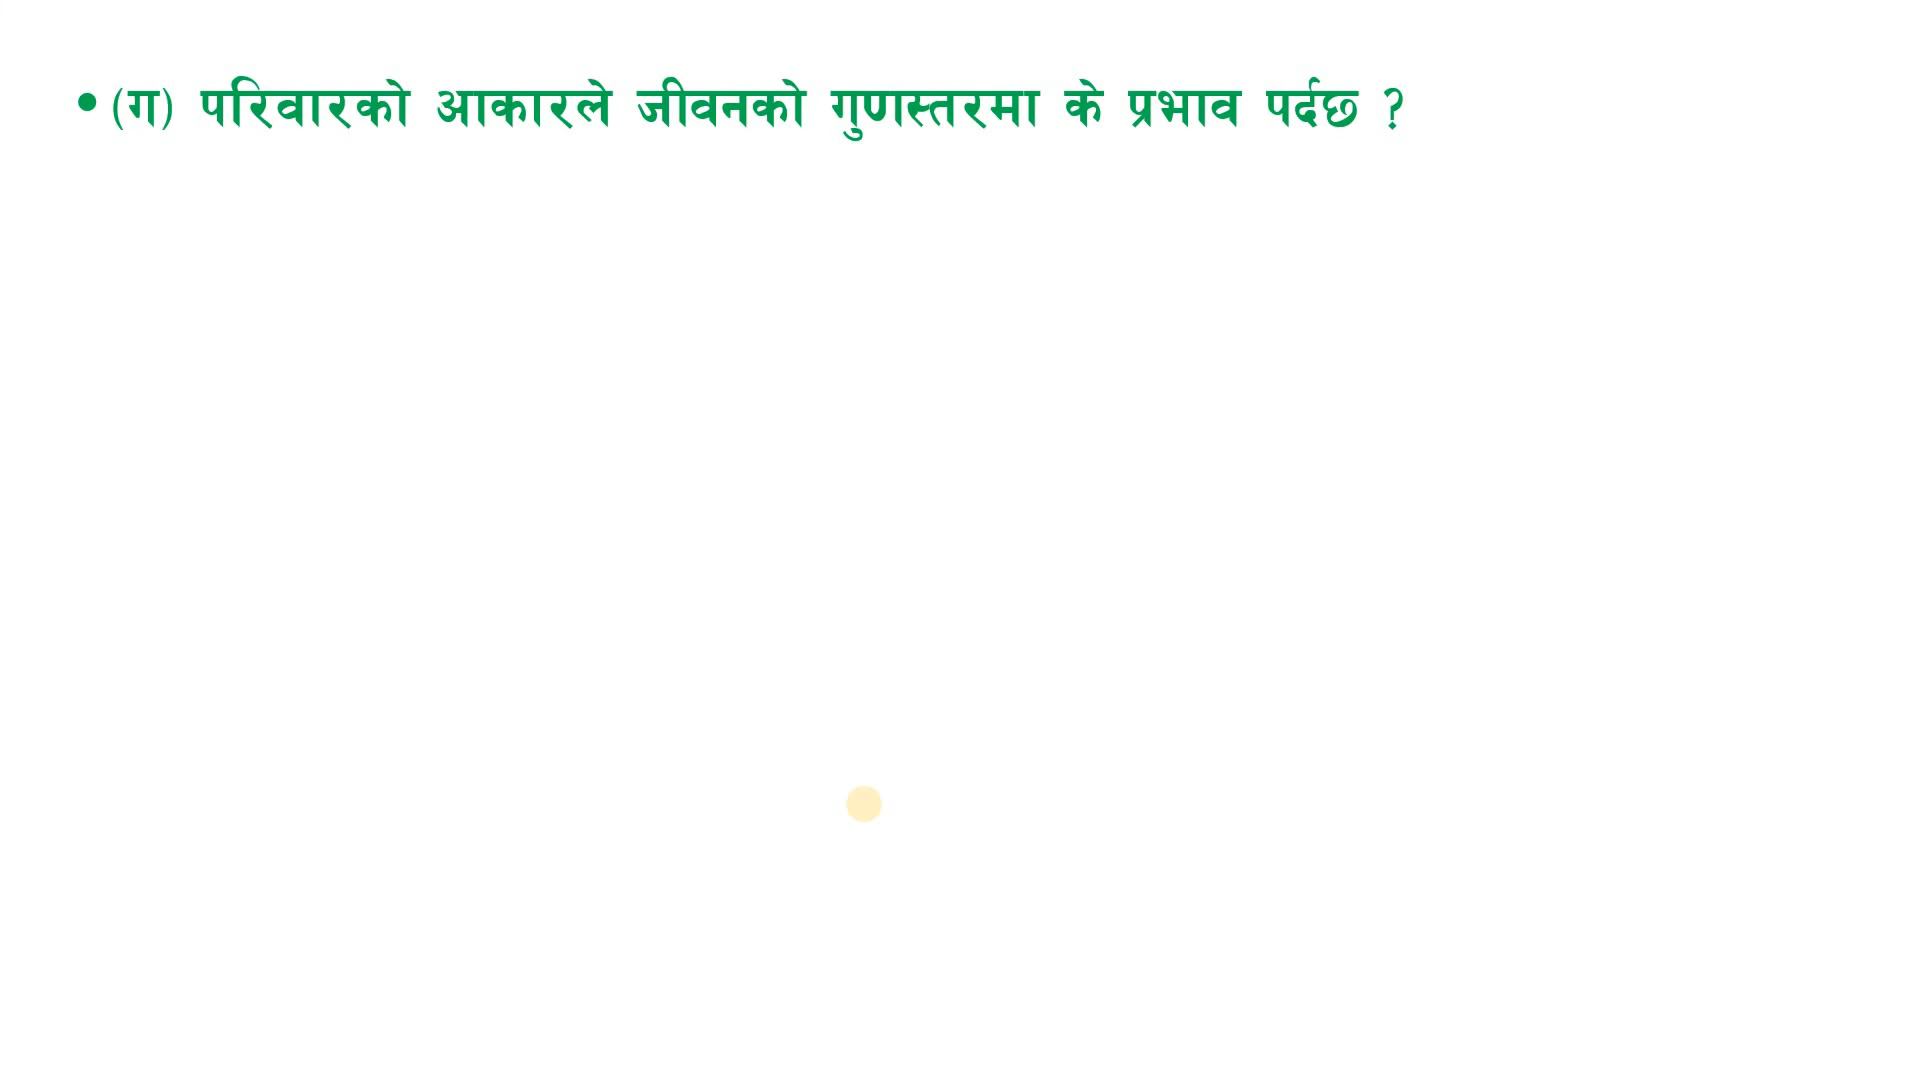 • (ग) परिवारको आकारले जीवनको गुणस्तरमा के प्रभाव पर्दछ ?